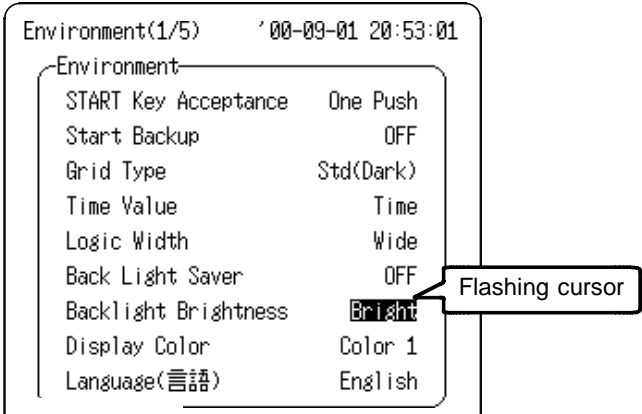 Environment(1/5) '00-09-01 20:53:01
Environment
START Key Acceptance One Push
Start Backup OFF
Grid Type Std(Dark)
Time Value Time
Logic Width Wide
Back Light Saver OFF
Backlight Brightness Bright
Flashing cursor
Display Color Color 1
Language(言語) English